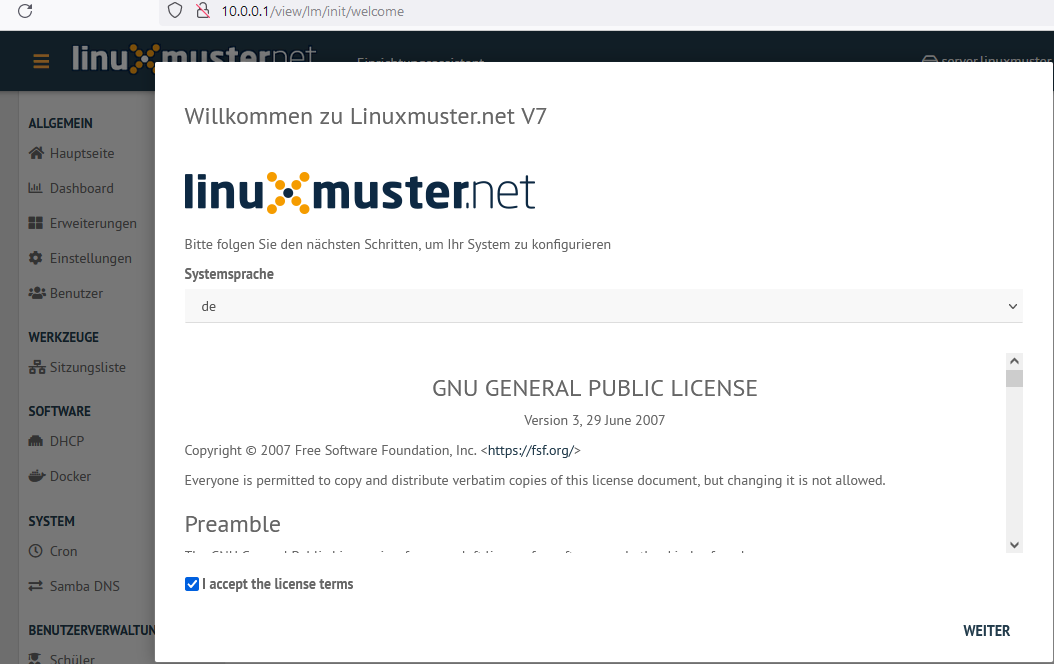 10.0.0.1/view/lm/init/welcome
linuxmuster.net
Einrichtungsassistent
server.linuxmuster
ALLGEMEIN
Hauptseite
Dashboard
Erweiterungen
Einstellungen
Benutzer
WERKZEUGE
Sitzungsliste
SOFTWARE
DHCP
Docker
SYSTEM
Cron
Samba DNS
BENUTZERVERWALTUN
Schüler
Willkommen zu Linuxmuster.net V7
linuxmuster.net
Bitte folgen Sie den nächsten Schritten, um Ihr System zu konfigurieren
Systemsprache
de
GNU GENERAL PUBLIC LICENSE
Version 3, 29 June 2007
Copyright © 2007 Free Software Foundation, Inc. <https://fsf.org/>
Everyone is permitted to copy and distribute verbatim copies of this license document, but changing it is not allowed.
Preamble
I accept the license terms
WEITER